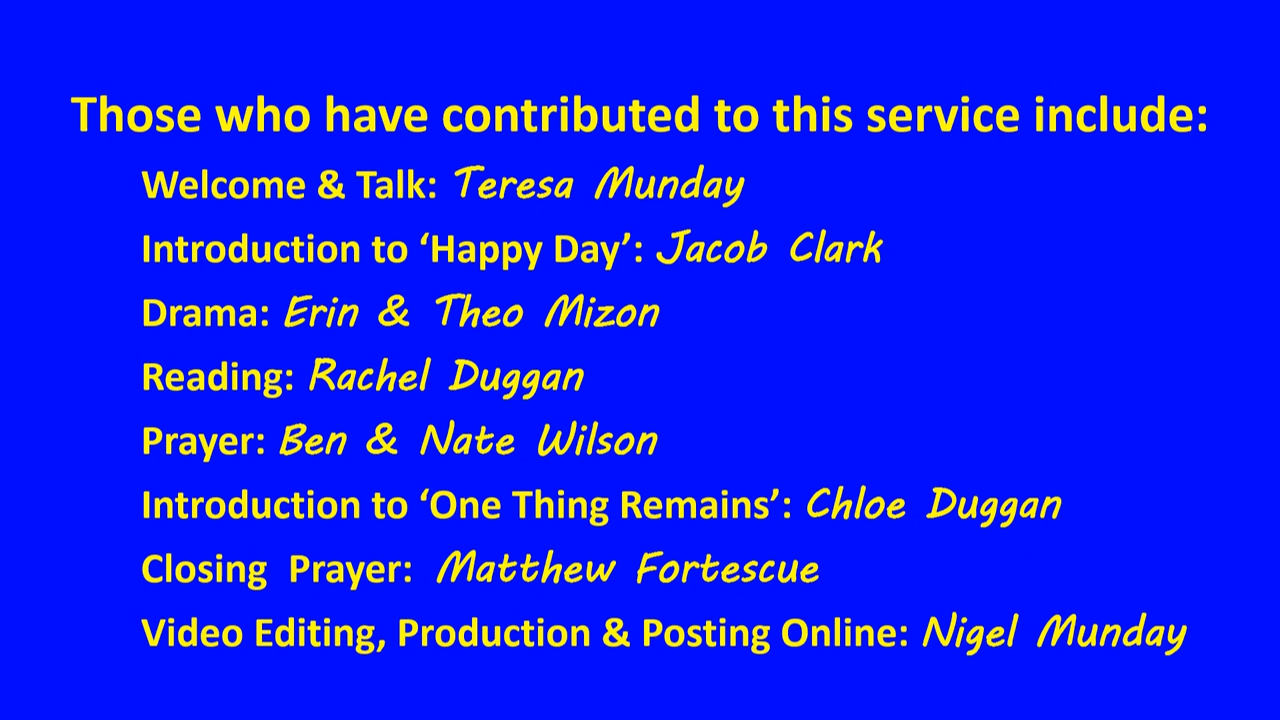 Those who have contributed to this service include:
Welcome & Talk: Teresa Munday
Introduction to ‘Happy Day’: Jacob Clark
Drama: Erin & Theo Mizon
Reading: Rachel Duggan
Prayer: Ben & Nate Wilson
Introduction to ‘One Thing Remains’: Chloe Duggan
Closing Prayer: Matthew Fortescue
Video Editing, Production & Posting Online: Nigel Munday